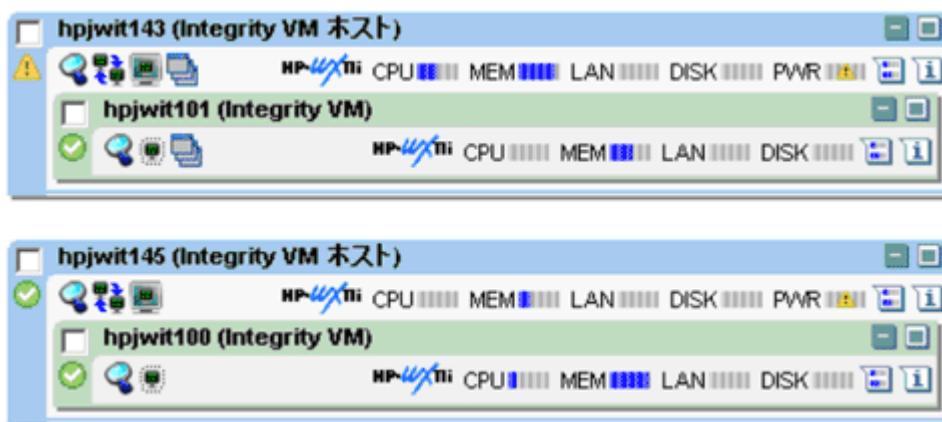 hpjwit143 (Integrity VM ホスト)
HP-UX 11i CPU MEM LAN DISK PWR
hpjwit101 (Integrity VM)
HP-UX 11i CPU MEM LAN DISK
hpjwit145 (Integrity VM ホスト)
HP-UX 11i CPU MEM LAN DISK PWR
hpjwit100 (Integrity VM)
HP-UX 11i CPU MEM LAN DISK